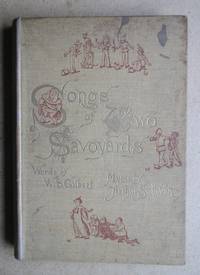 Songs
of Two
Savoyards
Words by
W. S. Gilbert
Music by
Arthur Sullivan